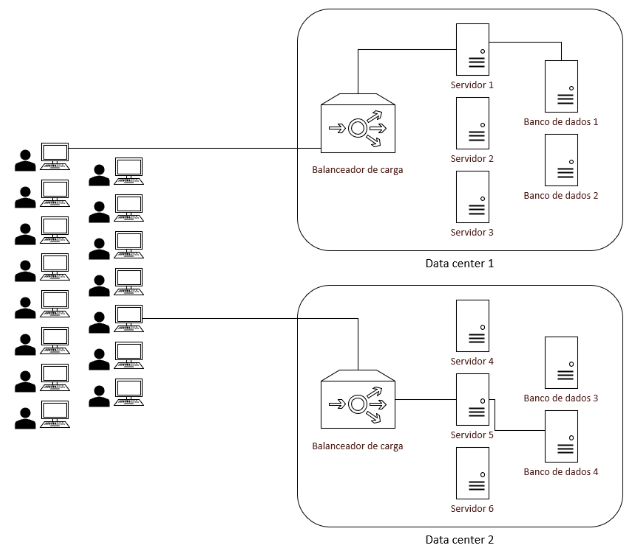 Servidor 1
Banco de dados 1
Servidor 2
Balanceador de carga
Banco de dados 2
Servidor 3
Data center 1
Servidor 4
Banco de dados 3
Servidor 5
Balanceador de carga
Banco de dados 4
Servidor 6
Data center 2